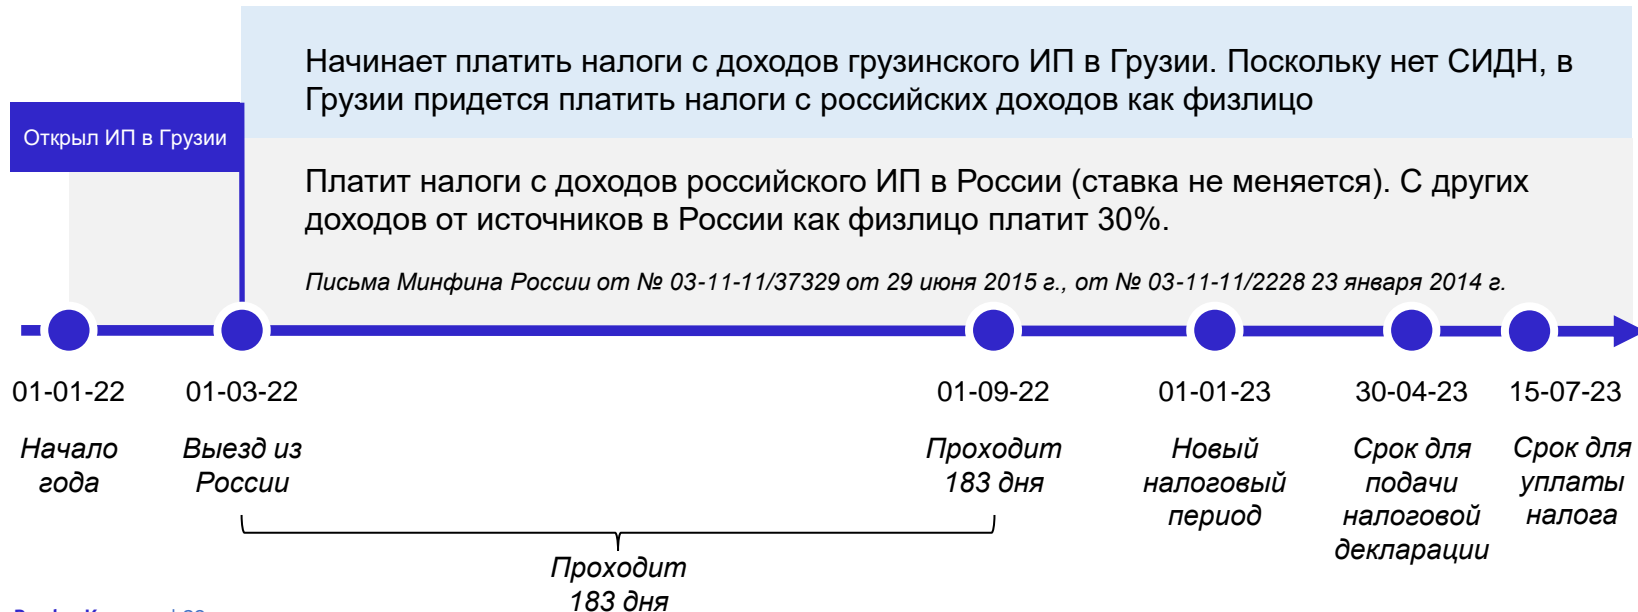 Начинает платить налоги с доходов грузинского ИП в Грузии. Поскольку нет СИДН, в
Грузии придется платить налоги с российских доходов как физлицо
Открыл ИП в Грузии
Платит налоги с доходов российского ИП в России (ставка не меняется). С других
доходов от источников в России как физлицо платит 30%.
Письма Минфина России от № 03-11-11/37329 от 29 июня 2015 г., от № 03-11-11/2228 23 января 2014 г.
01-01-22
Начало
года
01-03-22
Выезд из
России
01-09-22
Проходит
183 дня
01-01-23
Новый
налоговый
период
30-04-23
Срок для
подачи
налоговой
декларации
15-07-23
Срок для
уплаты
налога
Проходит
183 дня